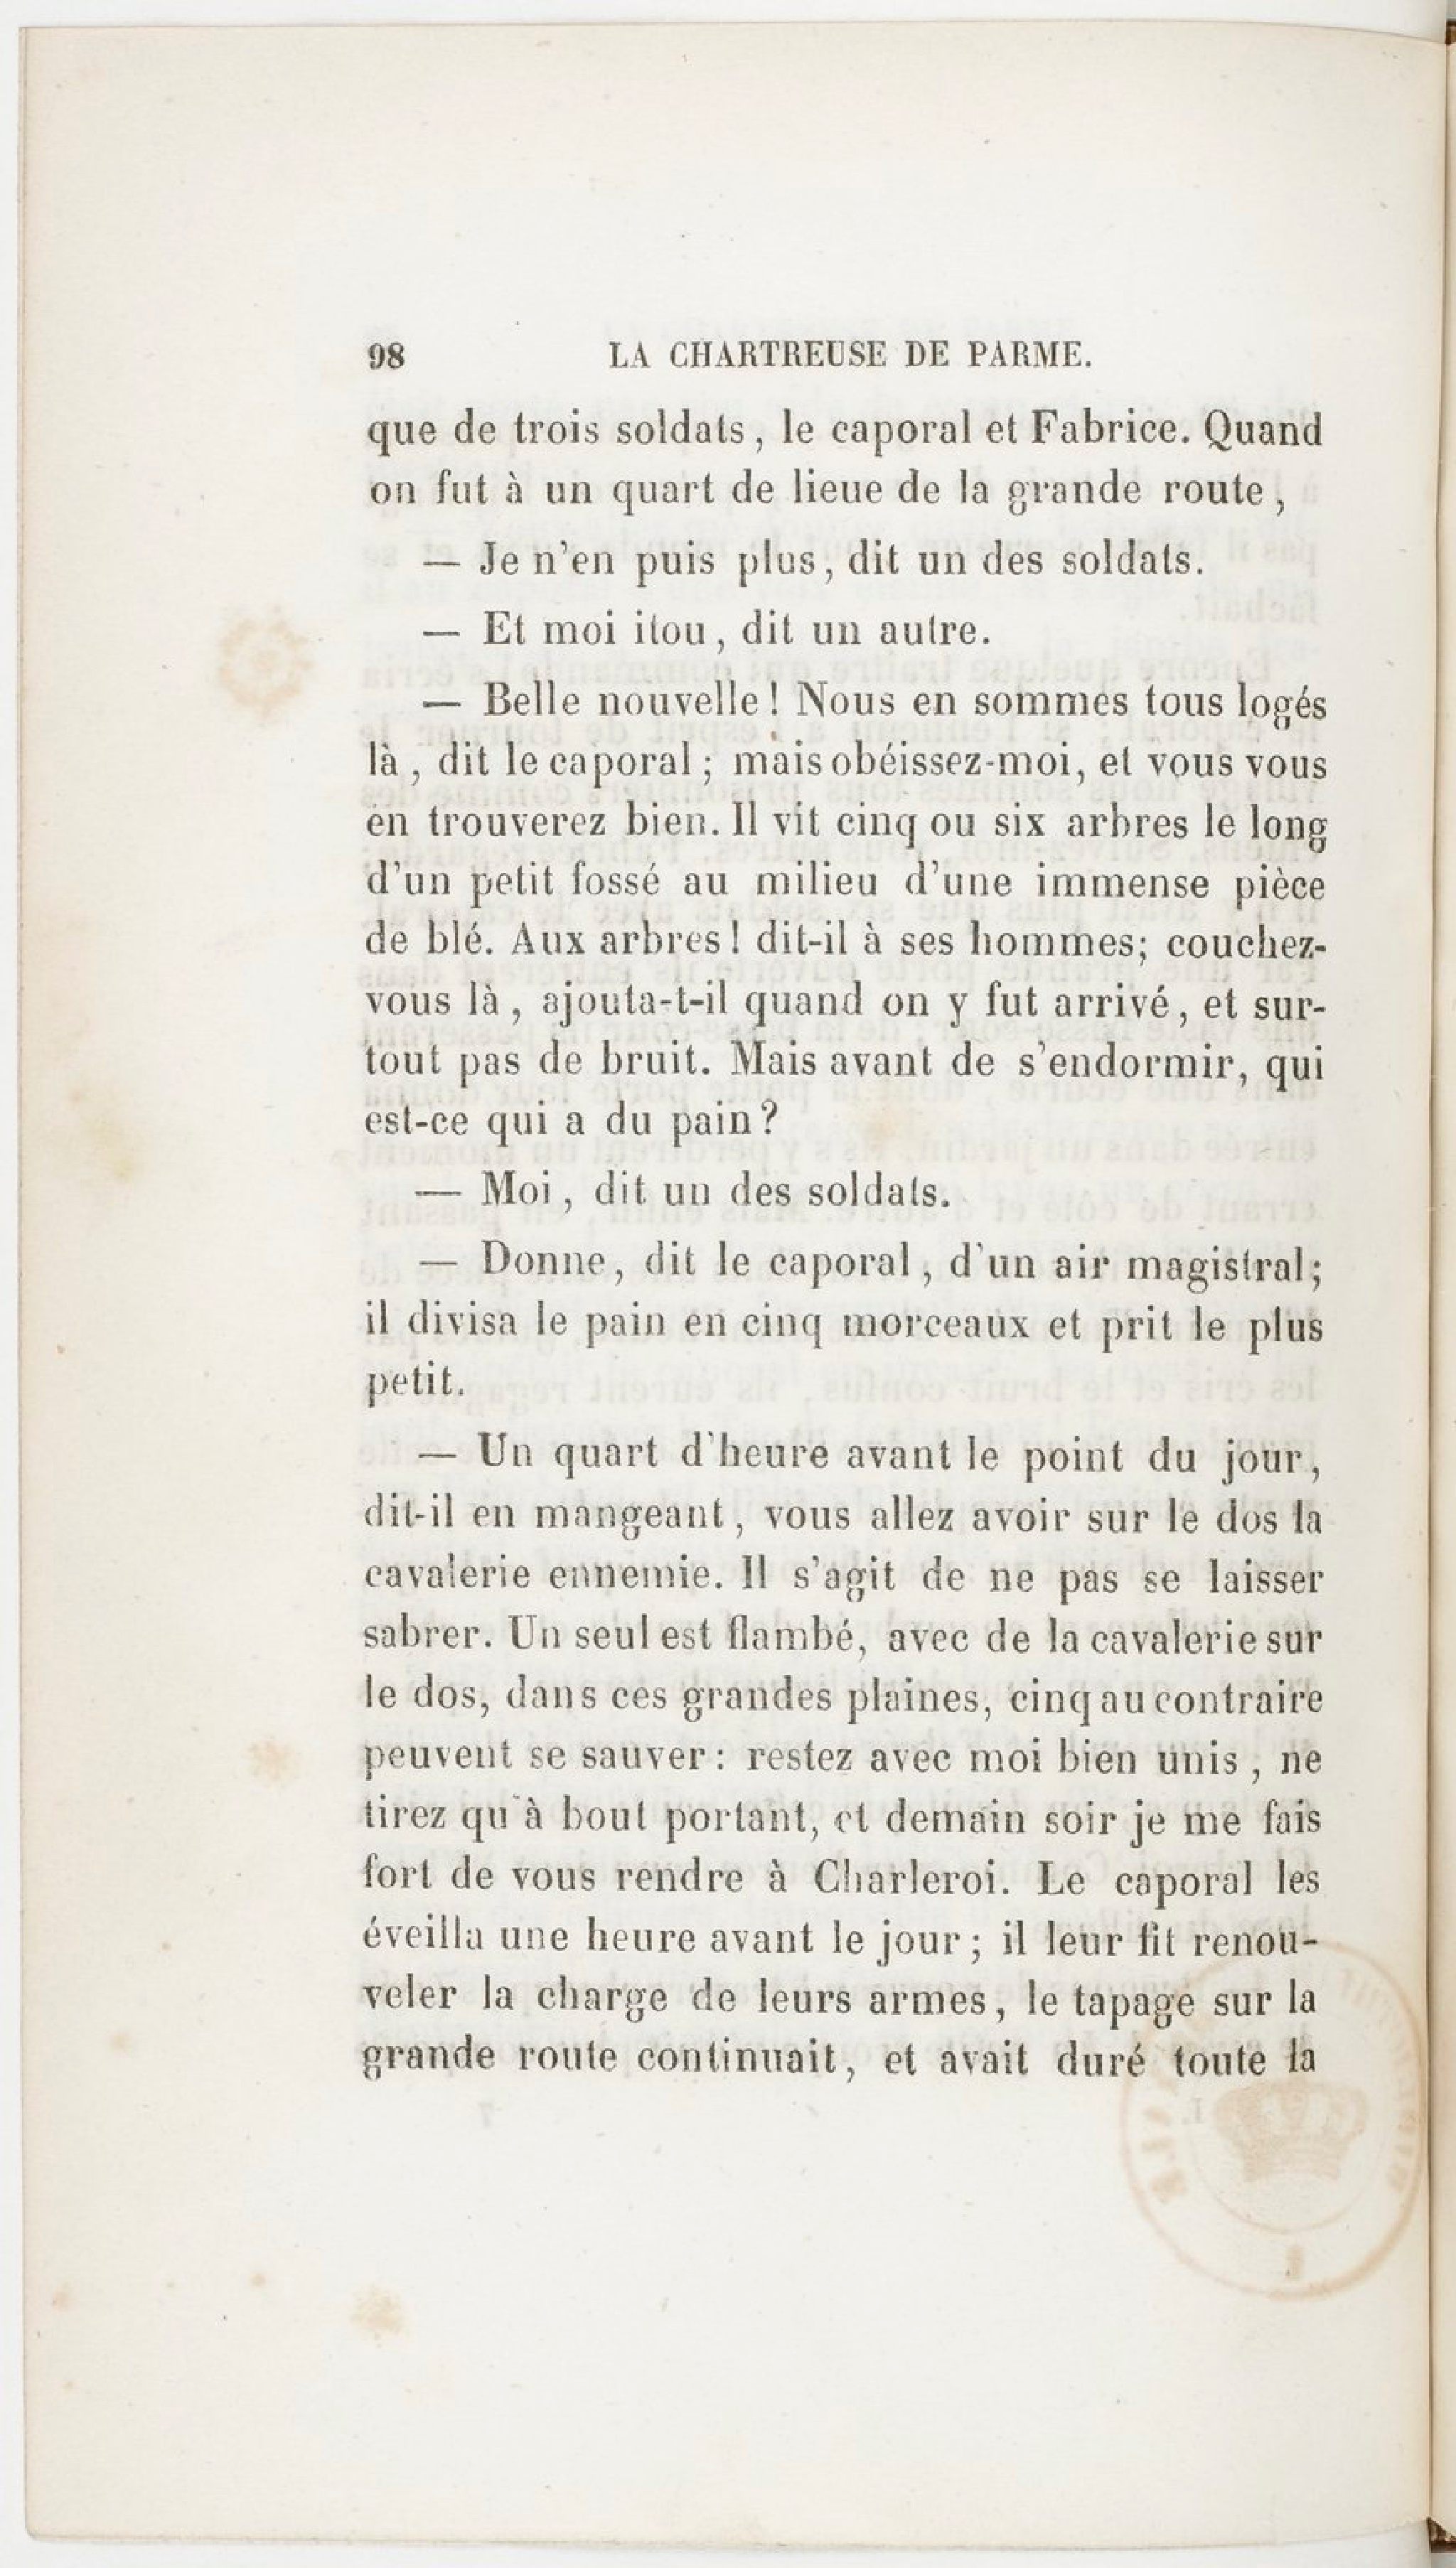 98 LA CHARTREUSE DE PARME.
que de trois soldats, le caporal et Fabrice. Quand
on fut à un quart de lieue de la grande route,
— Je n'en puis plus, dit un des soldats.
— Et moi itou, dit un autre.
— Belle nouvelle! Nous en sommes tous logés
là, dit le caporal; mais obéissez-moi, et vous vous
en trouverez bien. Il vit cinq ou six arbres le long
d'un petit fossé au milieu d'une immense pièce
de blé. Aux arbres! dit-il à ses hommes; couchez-
vous là, ajouta-t-il quand on y fut arrivé, et sur-
tout pas de bruit. Mais avant de s'endormir, qui
est-ce qui a du pain?
— Moi, dit un des soldats.
— Donne, dit le caporal, d'un air magistral;
il divisa le pain en cinq morceaux et prit le plus
petit.
— Un quart d'heure avant le point du jour,
dit-il en mangeant, vous allez avoir sur le dos la
cavalerie ennemie. Il s'agit de ne pas se laisser
sabrer. Un seul est flambé, avec de la cavalerie sur
le dos, dans ces grandes plaines, cinq au contraire
peuvent se sauver: restez avec moi bien unis, ne
tirez qu'à bout portant, et demain soir je me fais
fort de vous rendre à Charleroi. Le caporal les
éveilla une heure avant le jour; il leur fit renou-
veler la charge de leurs armes, le tapage sur la
grande route continuait, et avait duré toute la